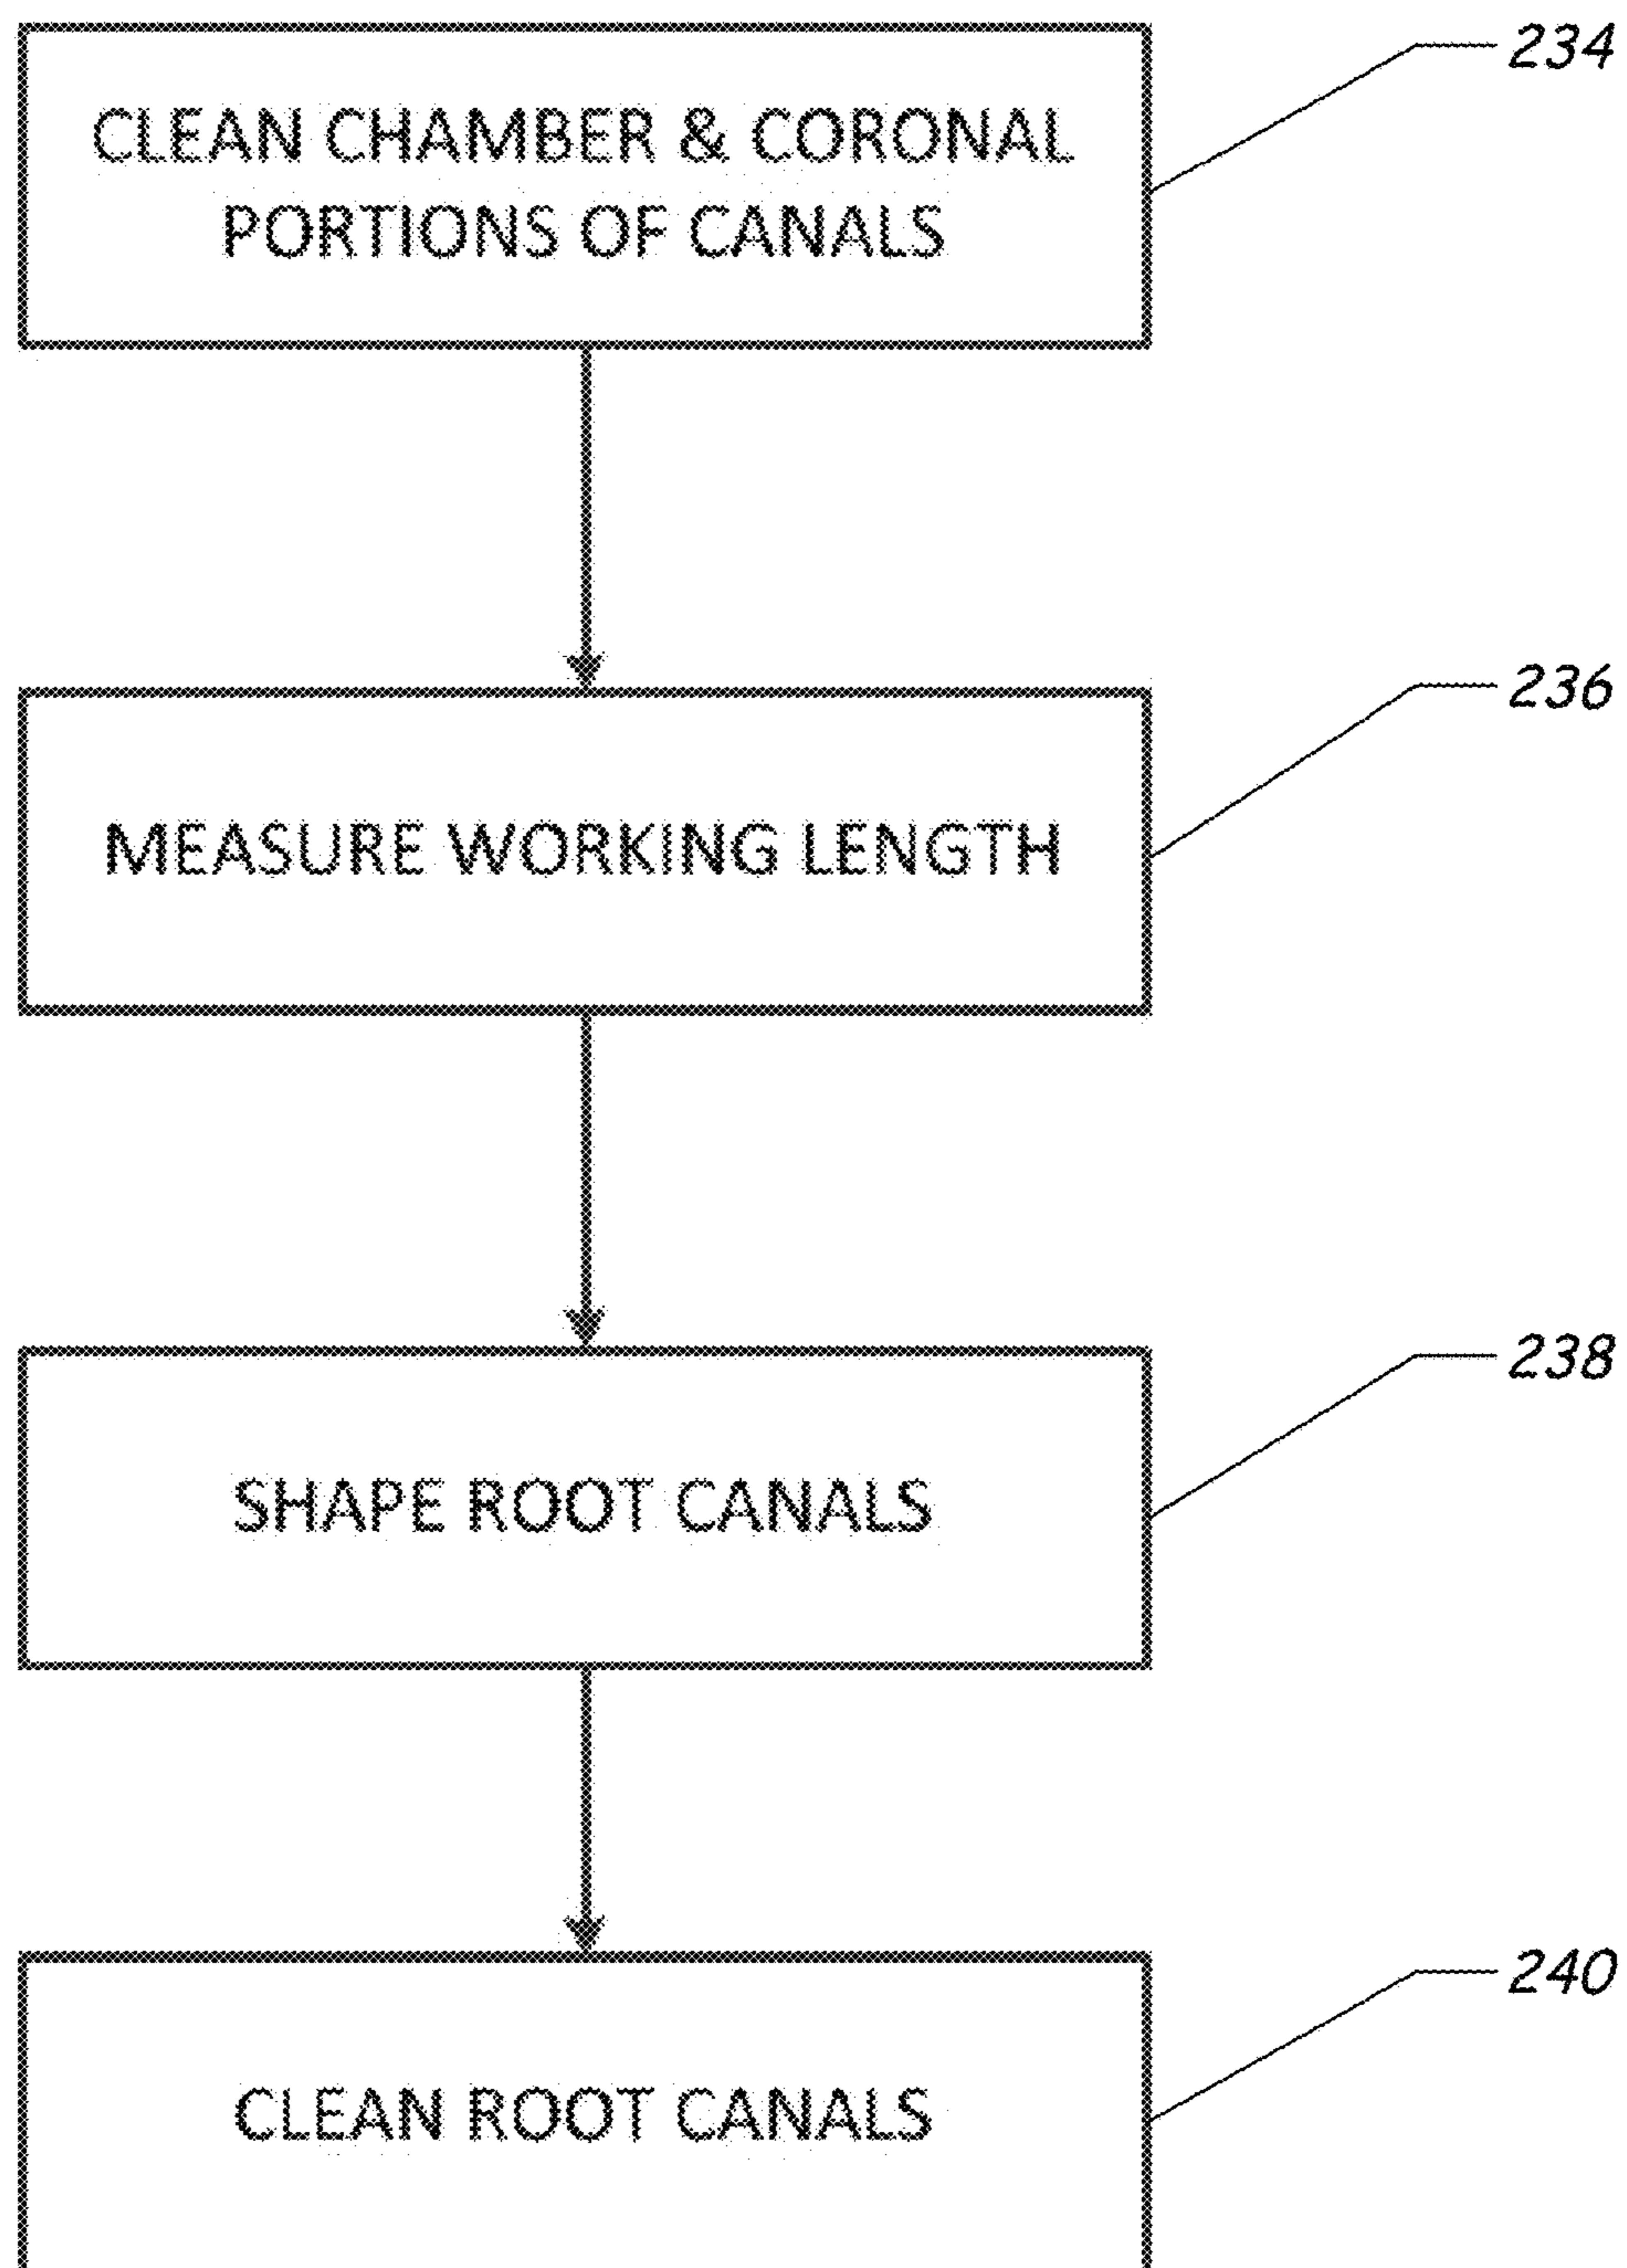 234
CLEAN CHAMBER & CORONAL
PORTIONS OF CANALS
236
MEASURE WORKING LENGTH
238
SHAPE ROOT CANALS
240
CLEAN ROOT CANALS